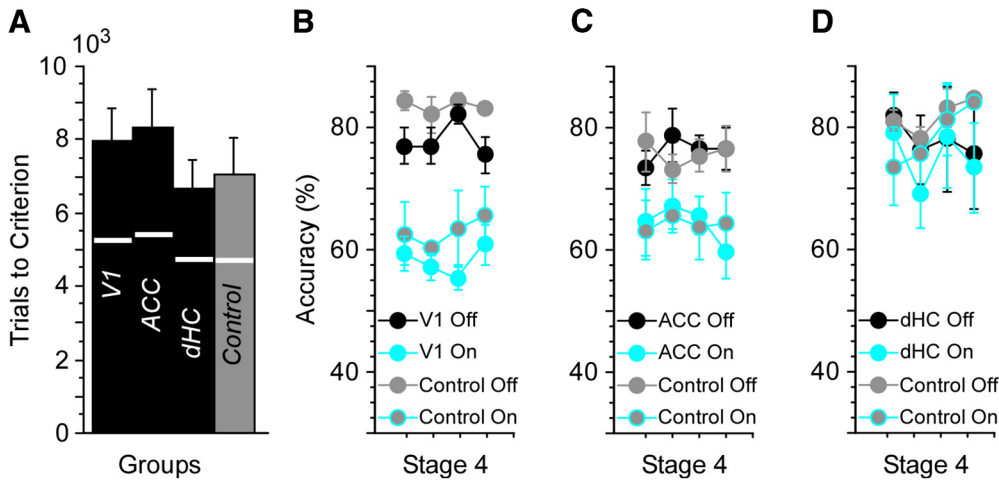 A
10³
Trials to Criterion
10
8
6
4
2
0
V1
ACC
dHC
Control
Groups
B
Accuracy (%)
80
60
40
V1 Off
V1 On
Control Off
Control On
Stage 4
C
80
60
40
ACC Off
ACC On
Control Off
Control On
Stage 4
D
80
60
40
dHC Off
dHC On
Control Off
Control On
Stage 4